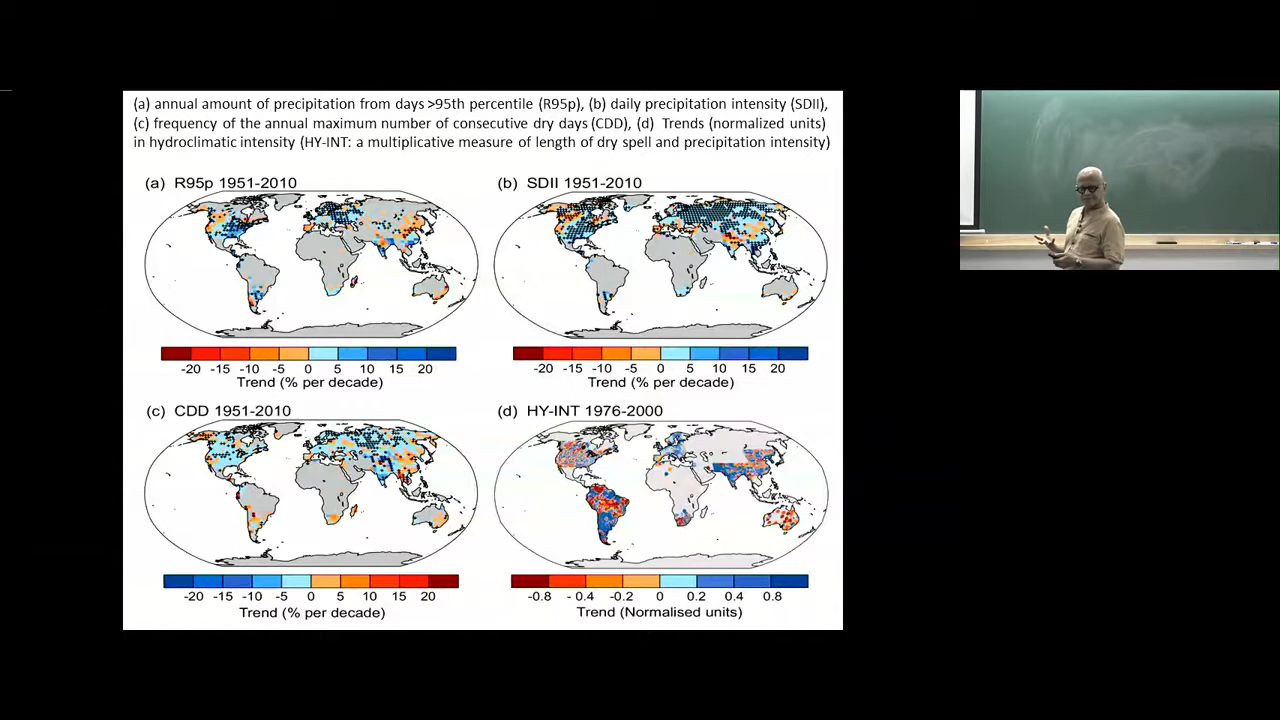 (a) annual amount of precipitation from days >95th percentile (R95p), (b) daily precipitation intensity (SDII),
(c) frequency of the annual maximum number of consecutive dry days (CDD), (d) Trends (normalized units)
in hydroclimatic intensity (HY-INT: a multiplicative measure of length of dry spell and precipitation intensity)
(a) R95p 1951-2010
(b) SDII 1951-2010
-20 -15 -10 -5 0 5 10 15 20
Trend (% per decade)
-20 -15 -10 -5 0 5 10 15 20
Trend (% per decade)
(c) CDD 1951-2010
(d) HY-INT 1976-2000
-20 -15 -10 -5 0 5 10 15 20
Trend (% per decade)
-0.8 - 0.4 -0.2 0 0.2 0.4 0.8
Trend (Normalised units)